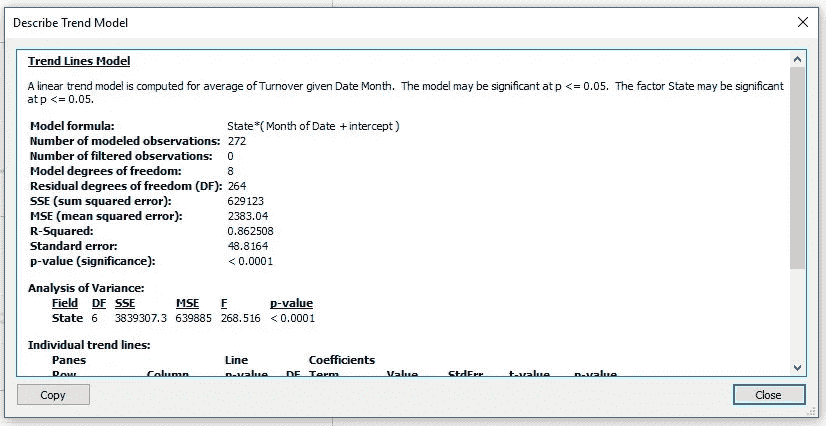 Describe Trend Model
Trend Lines Model
A linear trend model is computed for average of Turnover given Date Month. The model may be significant at p <= 0.05. The factor State may be significant
at p <= 0.05.
Model formula: State*( Month of Date + intercept )
Number of modeled observations: 272
Number of filtered observations: 0
Model degrees of freedom: 8
Residual degrees of freedom (DF): 264
SSE (sum squared error): 629123
MSE (mean squared error): 2383.04
R-Squared: 0.862508
Standard error: 48.8164
p-value (significance): < 0.0001
Analysis of Variance:
Field DF SSE MSE F p-value
State 6 3839307.3 639885 268.516 < 0.0001
Individual trend lines:
Panes Line Coefficients
Row Column p-value DF Term Value StdErr t-value p-value
Copy Close